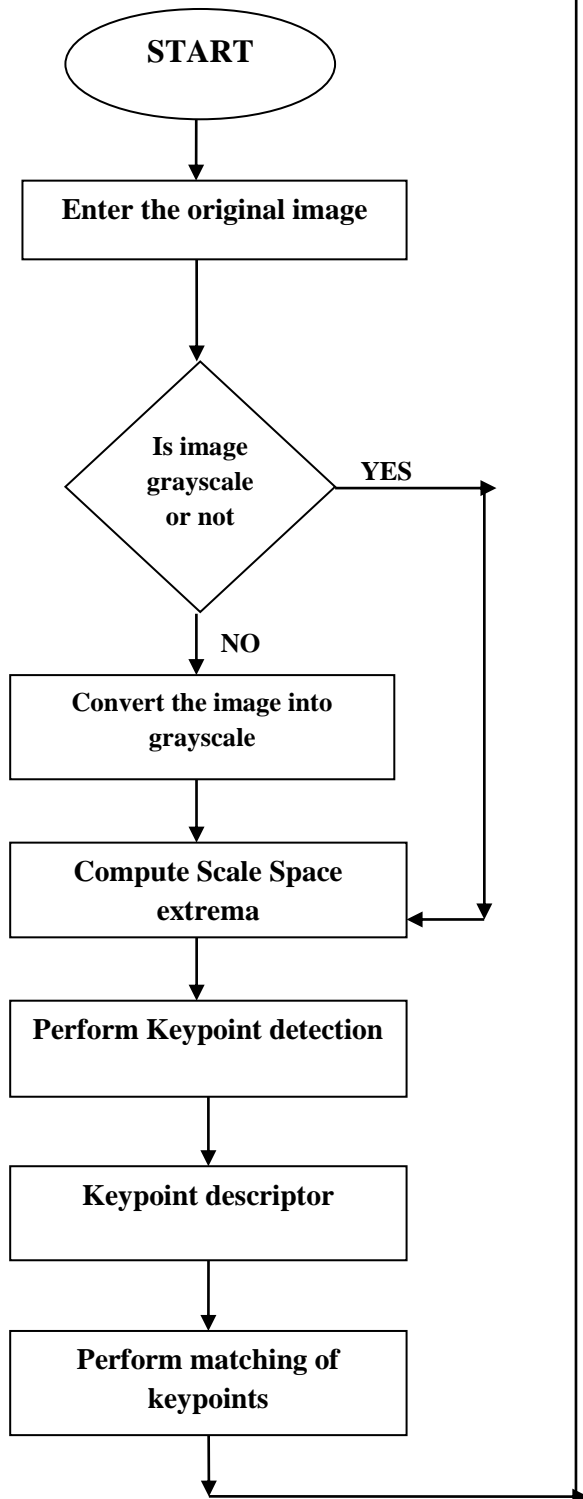 START
Enter the original image
Is image
grayscale
or not
YES
NO
Convert the image into
grayscale
Compute Scale Space
extrema
Perform Keypoint detection
Keypoint descriptor
Perform matching of
keypoints